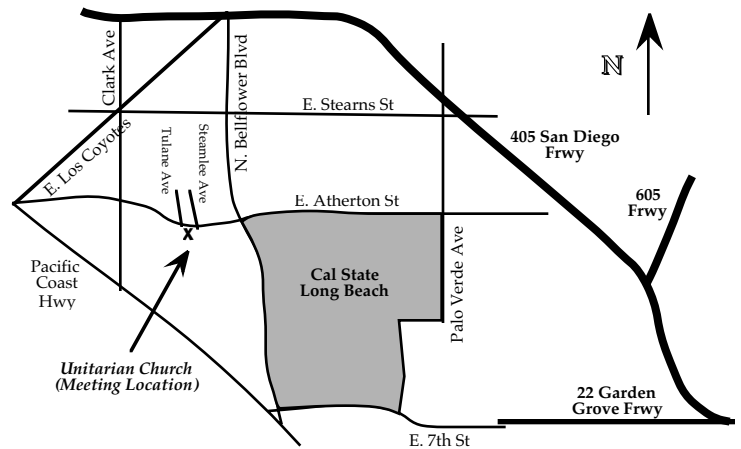 Clark Ave
N. Bellflower Blvd
N
E. Stearns St
405 San Diego
Frwy
E. Los Coyotes
Tulane Ave
Steamlee Ave
605
Frwy
E. Atherton St
Pacific
Coast
Hwy
Cal State
Long Beach
Palo Verde Ave
X
Unitarian Church
(Meeting Location)
22 Garden
Grove Frwy
E. 7th St